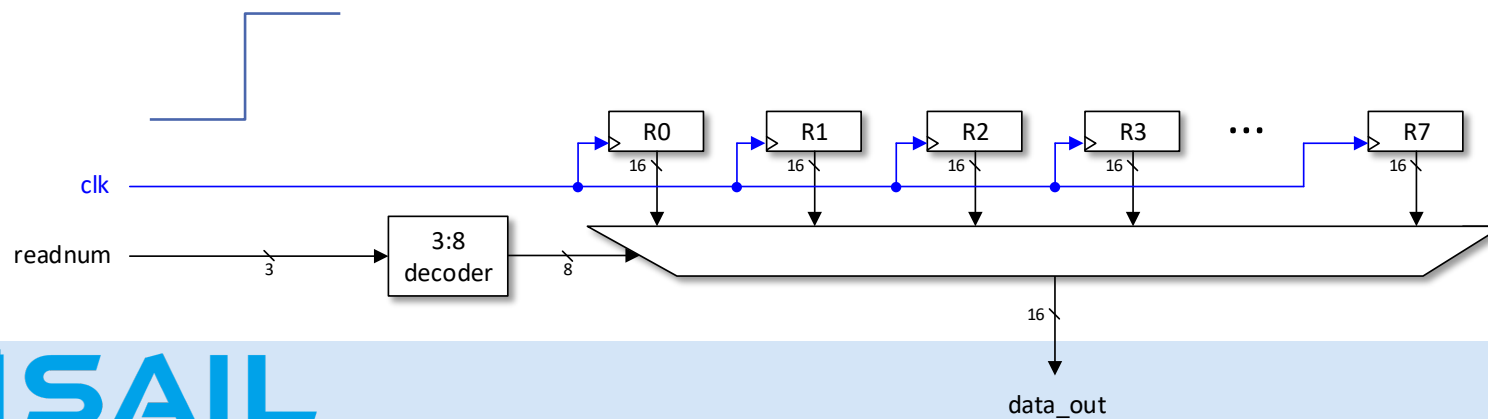 R0
R1
R2
R3
...
R7
16
16
16
16
16
clk
readnum
3
3:8
decoder
8
16
SAIL
data_out